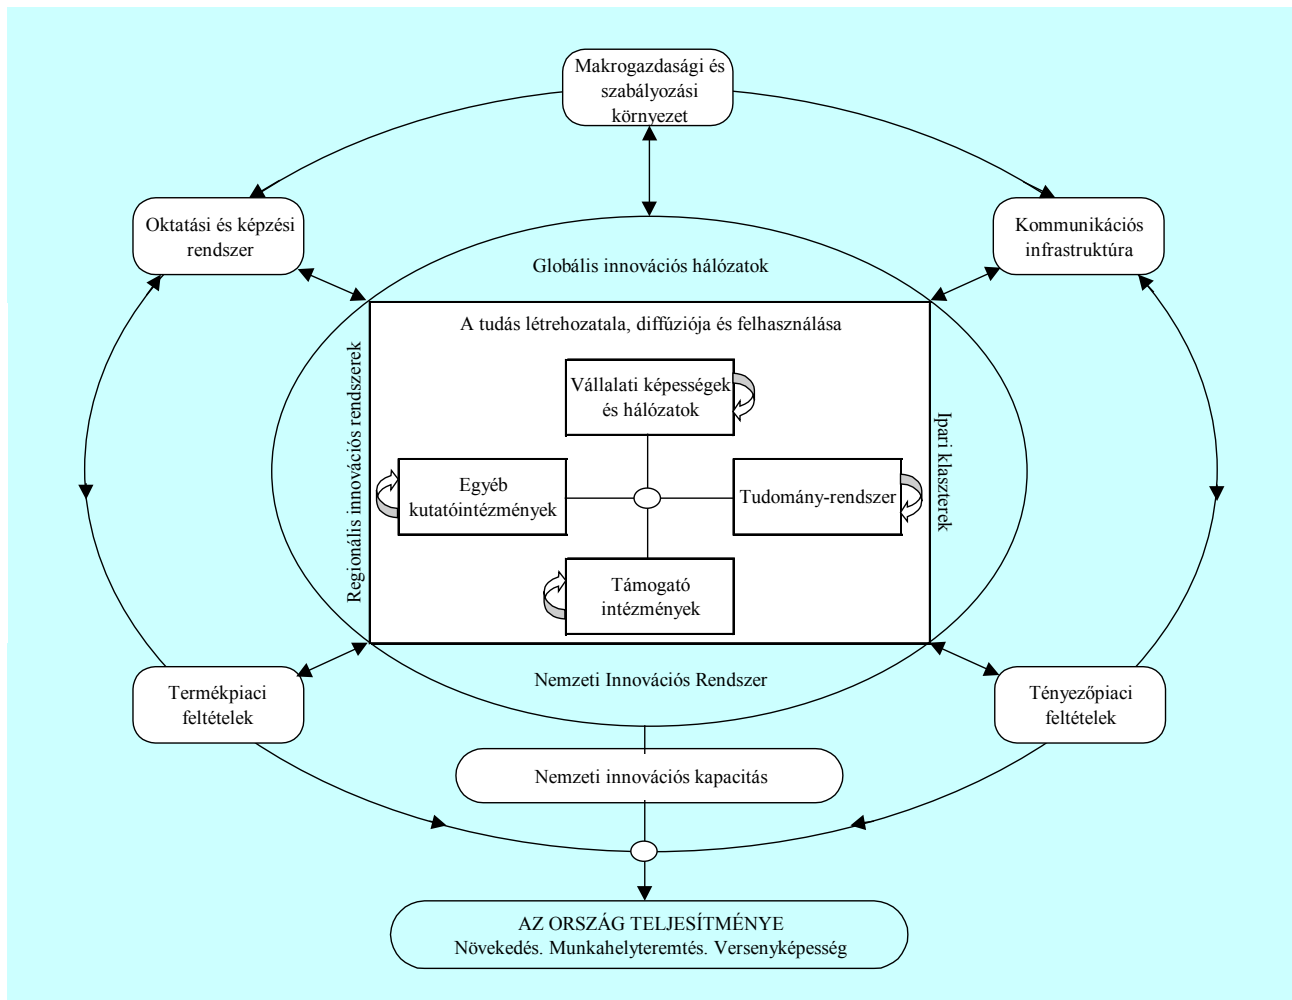 Makrogazdasági és
szabályozási
környezet
Oktatási és képzési
rendszer
Kommunikációs
infrastruktúra
Globális innovációs hálózatok
A tudás létrehozatala, diffúziója és felhasználása
Regionális innovációs rendszerek
Vállalati képességek
és hálózatok
Ipari klaszterek
Egyéb
kutatóintézmények
Tudomány-rendszer
Támogató
intézmények
Nemzeti Innovációs Rendszer
Termékpiaci
feltételek
Tényezőpiaci
feltételek
Nemzeti innovációs kapacitás
AZ ORSZÁG TELJESÍTMÉNYE
Növekedés. Munkahelyteremtés. Versenyképesség